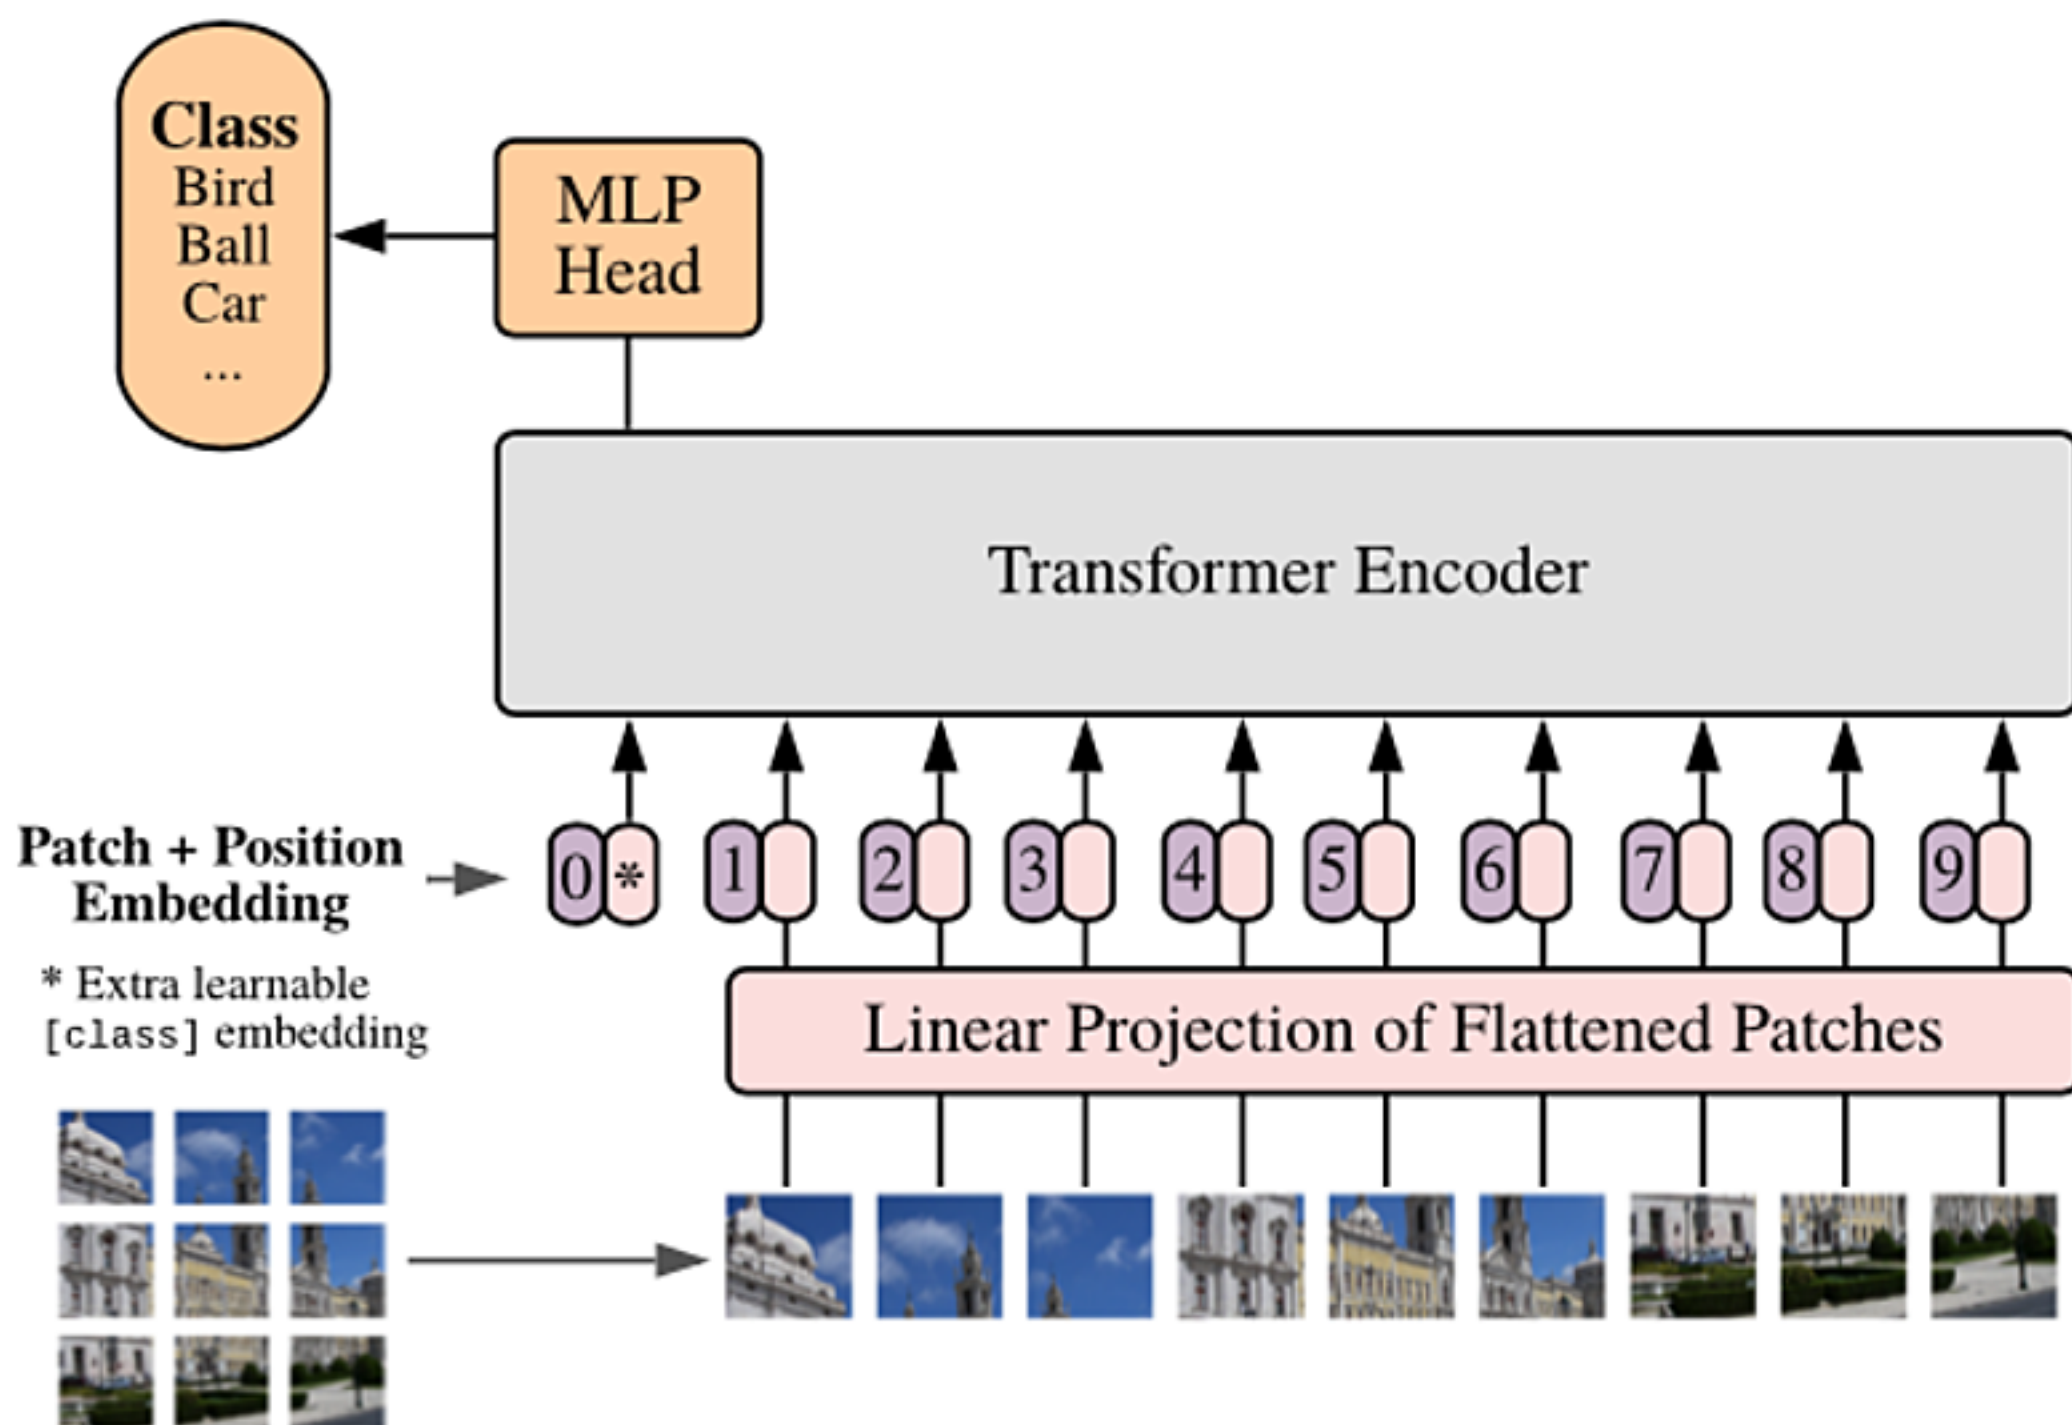 Class
Bird
Ball
Car
...
MLP
Head
Transformer Encoder
Patch + Position
Embedding
0 * 1 2 3 4 5 6 7 8 9
* Extra learnable
[class] embedding
Linear Projection of Flattened Patches